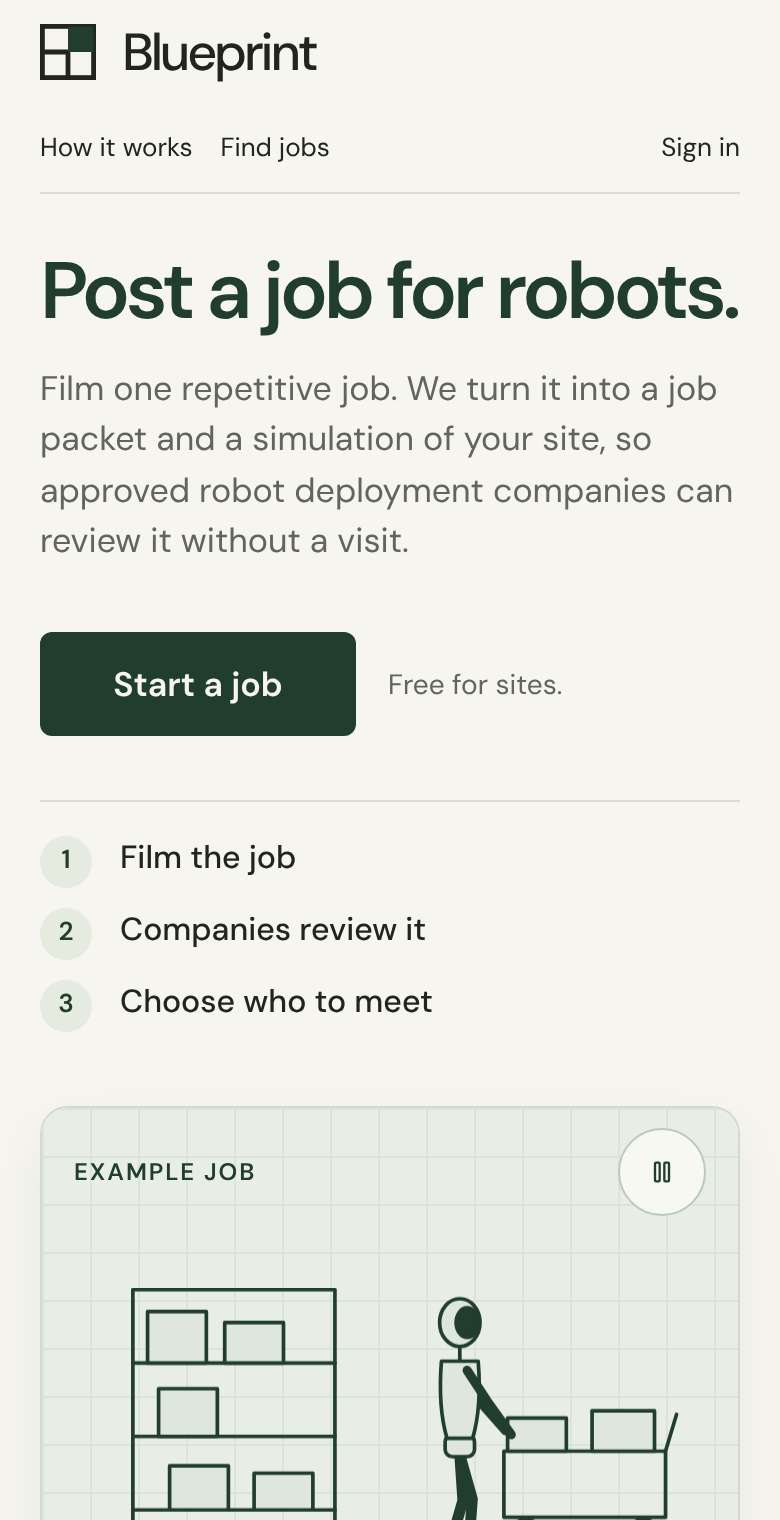 Blueprint
How it works Find jobs Sign in
Post a job for robots.
Film one repetitive job. We turn it into a job
packet and a simulation of your site, so
approved robot deployment companies can
review it without a visit.
Start a job Free for sites.
1 Film the job
2 Companies review it
3 Choose who to meet
EXAMPLE JOB